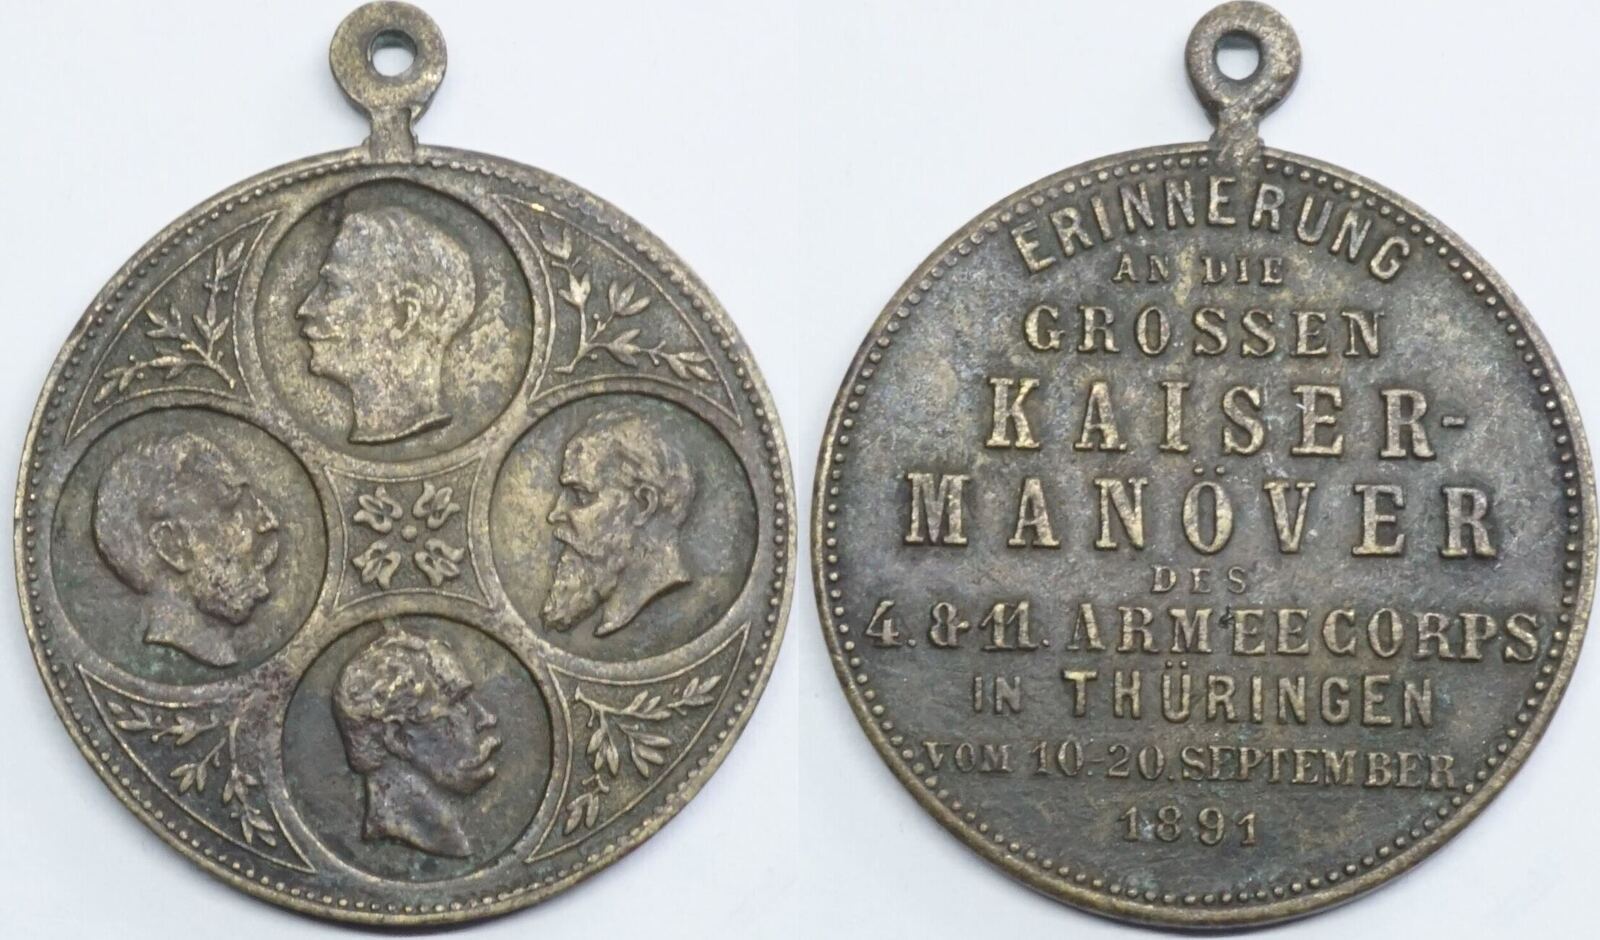 ERINNERUNG
AN DIE
GROSSEN
KAISER-
MANÖVER
DES
4. & 11. ARMEECORPS
IN THÜRINGEN
VOM 10.-20. SEPTEMBER
1891